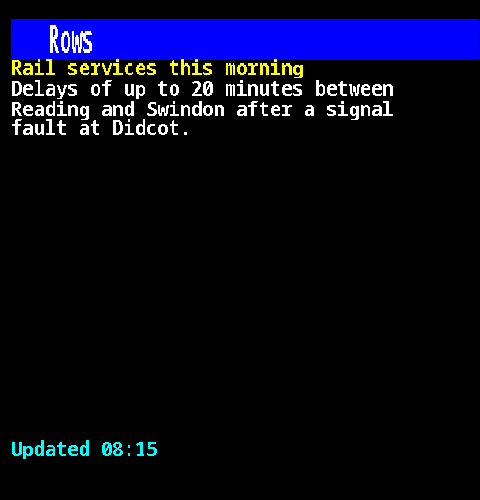 Rows
Rail services this morning
Delays of up to 20 minutes between
Reading and Swindon after a signal
fault at Didcot.
Updated 08:15